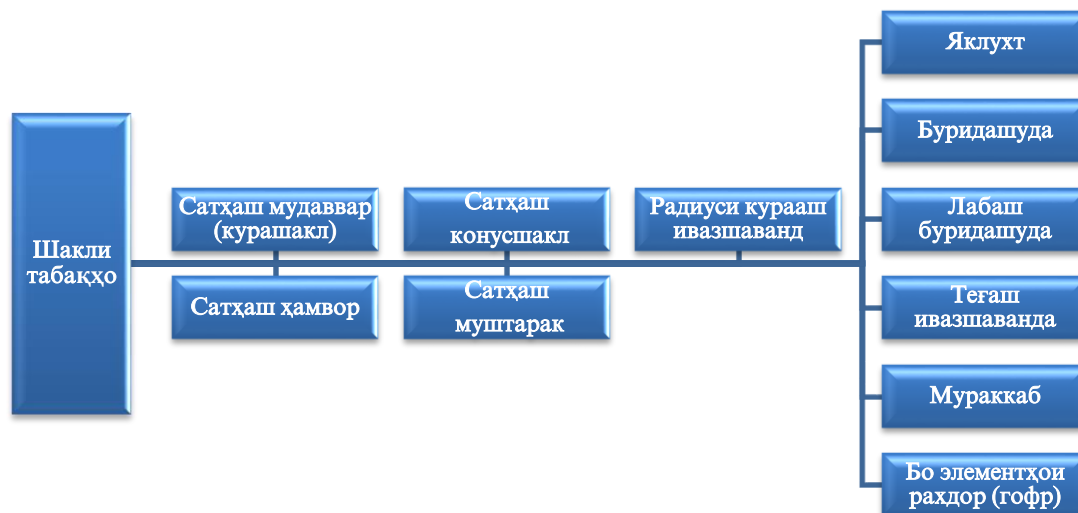 Шакли
табақҳо
Сатҳаш мудаввар
(курашакл)
Сатҳаш ҳамвор
Сатҳаш
конусшакл
Сатҳаш
муштарак
Радиуси курааш
ивазшаванд
Яклухт
Буридашуда
Лабаш
буридашуда
Теғаш
ивазшаванда
Мураккаб
Бо элементҳои
рахдор (гофр)